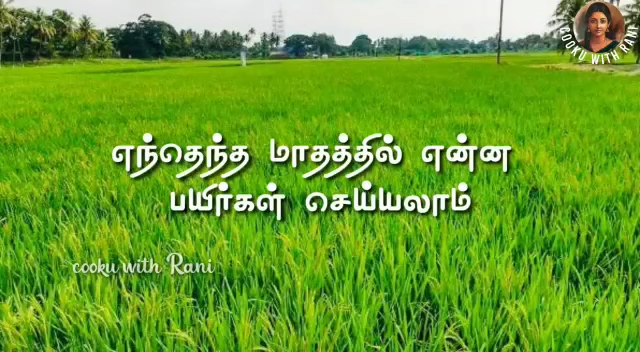 COOKU WITH RANI
எந்தெந்த மாதத்தில் என்ன
பயிர்கள் செய்யலாம்
cooku with Rani